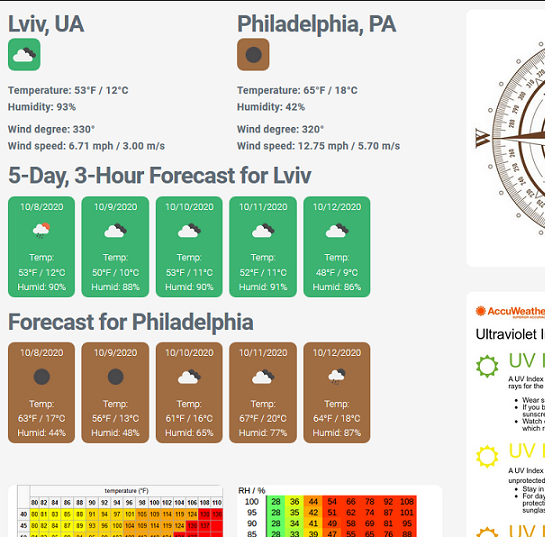 Lviv, UA
Temperature: 53°F / 12°C
Humidity: 93%
Wind degree: 330°
Wind speed: 6.71 mph / 3.00 m/s
Philadelphia, PA
Temperature: 65°F / 18°C
Humidity: 42%
Wind degree: 320°
Wind speed: 12.75 mph / 5.70 m/s
5-Day, 3-Hour Forecast for Lviv
10/8/2020
Temp:
53°F / 12°C
Humid: 90%
10/9/2020
Temp:
50°F / 10°C
Humid: 88%
10/10/2020
Temp:
53°F / 11°C
Humid: 90%
10/11/2020
Temp:
52°F / 11°C
Humid: 91%
10/12/2020
Temp:
48°F / 9°C
Humid: 86%
Forecast for Philadelphia
10/8/2020
Temp:
63°F / 17°C
Humid: 44%
10/9/2020
Temp:
56°F / 13°C
Humid: 48%
10/10/2020
Temp:
61°F / 16°C
Humid: 65%
10/11/2020
Temp:
67°F / 20°C
Humid: 77%
10/12/2020
Temp:
64°F / 18°C
Humid: 87%
temperature (°F)
80 82 84 86 88 90 92 94 96 98 100 102 104 106 108 110
40 80 81 83 85 88 91 94 97 101 105 109 114 119 124
45 80 82 84 87 89 93 96 100 104 109 114 119 124
RH / %
100 28 36 44 54 66 78 92 108
95 28 35 42 51 62 74 87 101
90 28 34 41 49 58 69 81 95
85 28 33 39 47 55 65 76 88
W
AccuWeathe
Ultraviolet I
UV I
A UV Index
rays for the
Wear s
If you b
sunscre
Watch o
which r
UV I
A UV Index
unprotected
Stay in
For day
protecti
sunglas
UV I